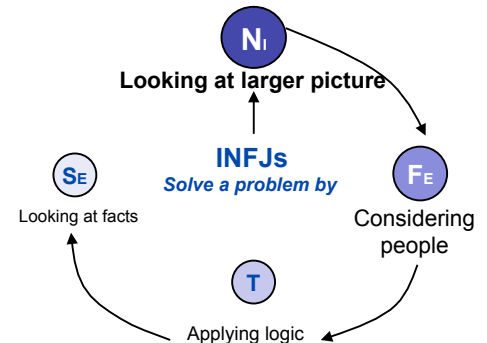 NI
Looking at larger picture
INFJs
Solve a problem by
SE
Looking at facts
FE
Considering
people
T
Applying logic